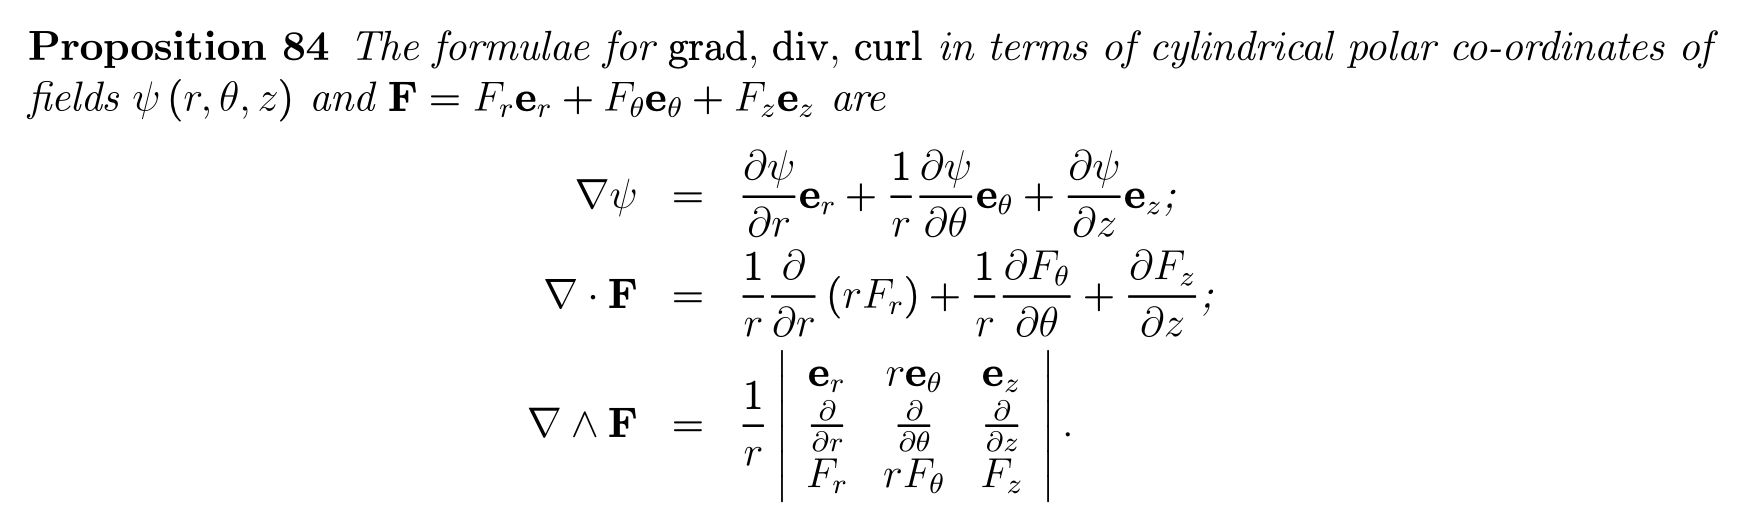 Proposition 84 The formulae for grad, div, curl in terms of cylindrical polar co-ordinates of
fields ψ (r, θ, z) and F = F_r e_r + F_θ e_θ + F_z e_z are
∇ψ = ∂ψ/∂r e_r + 1/r ∂ψ/∂θ e_θ + ∂ψ/∂z e_z;
∇ · F = 1/r ∂/∂r (rF_r) + 1/r ∂F_θ/∂θ + ∂F_z/∂z;
∇ ∧ F = 1/r | e_r re_θ e_z |
| ∂/∂r ∂/∂θ ∂/∂z |
| F_r rF_θ F_z | .